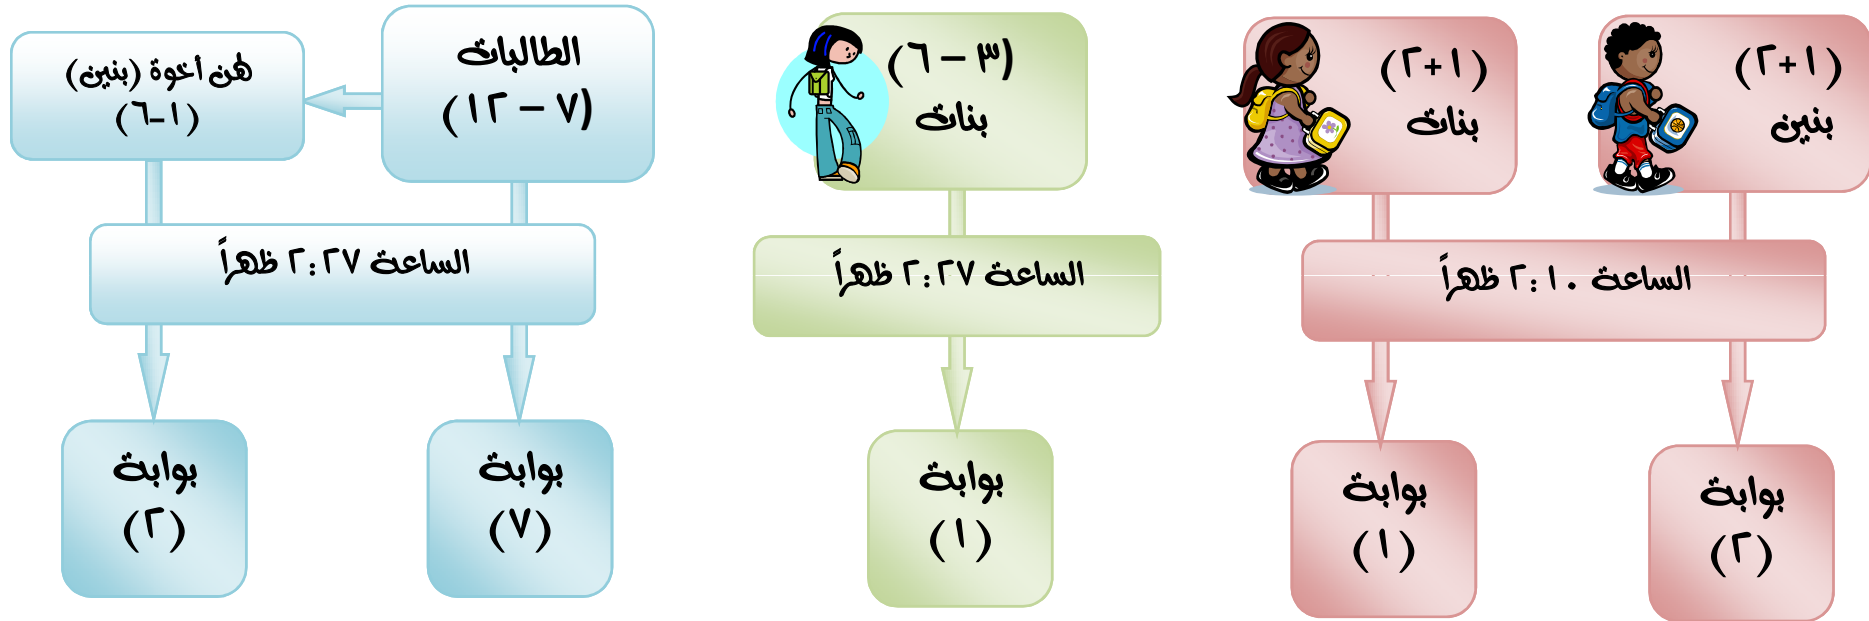 (١+٢)
بنين
(١+٢)
بنات
الساعة ٢:١٠ ظهراً
بوابة
(٢)
بوابة
(١)
(٣ – ٦)
بنات
الساعة ٢:٢٧ ظهراً
بوابة
(١)
الطالبات
(٧ – ١٢)
لهن أخوة (بنين)
(١-٦)
الساعة ٢:٢٧ ظهراً
بوابة
(٧)
بوابة
(٢)